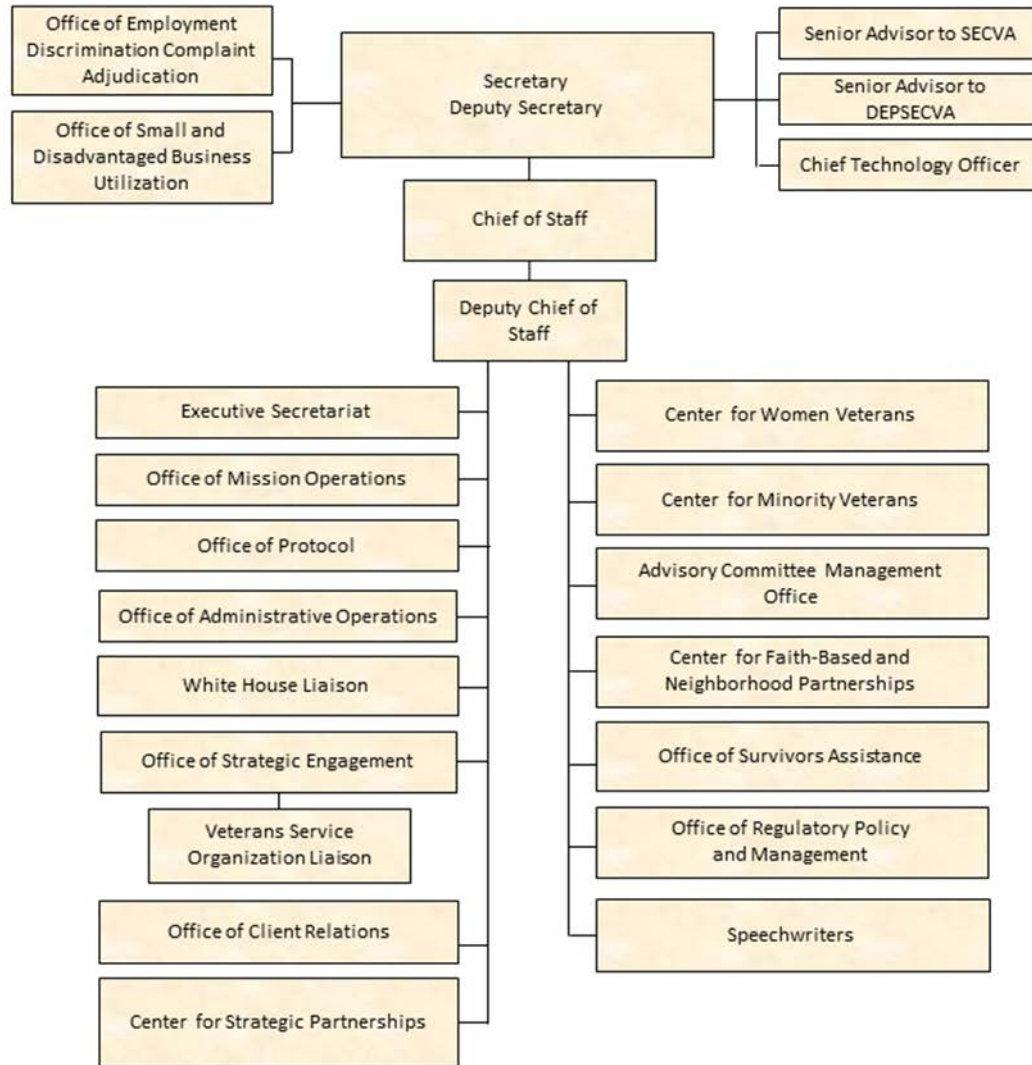 Office of Employment
Discrimination Complaint
Adjudication
Office of Small and
Disadvantaged Business
Utilization
Secretary
Deputy Secretary
Senior Advisor to SECVA
Senior Advisor to
DEPSECVA
Chief Technology Officer
Chief of Staff
Deputy Chief of
Staff
Executive Secretariat
Office of Mission Operations
Office of Protocol
Office of Administrative Operations
White House Liaison
Office of Strategic Engagement
Veterans Service
Organization Liaison
Office of Client Relations
Center for Strategic Partnerships
Center for Women Veterans
Center for Minority Veterans
Advisory Committee Management
Office
Center for Faith-Based and
Neighborhood Partnerships
Office of Survivors Assistance
Office of Regulatory Policy
and Management
Speechwriters